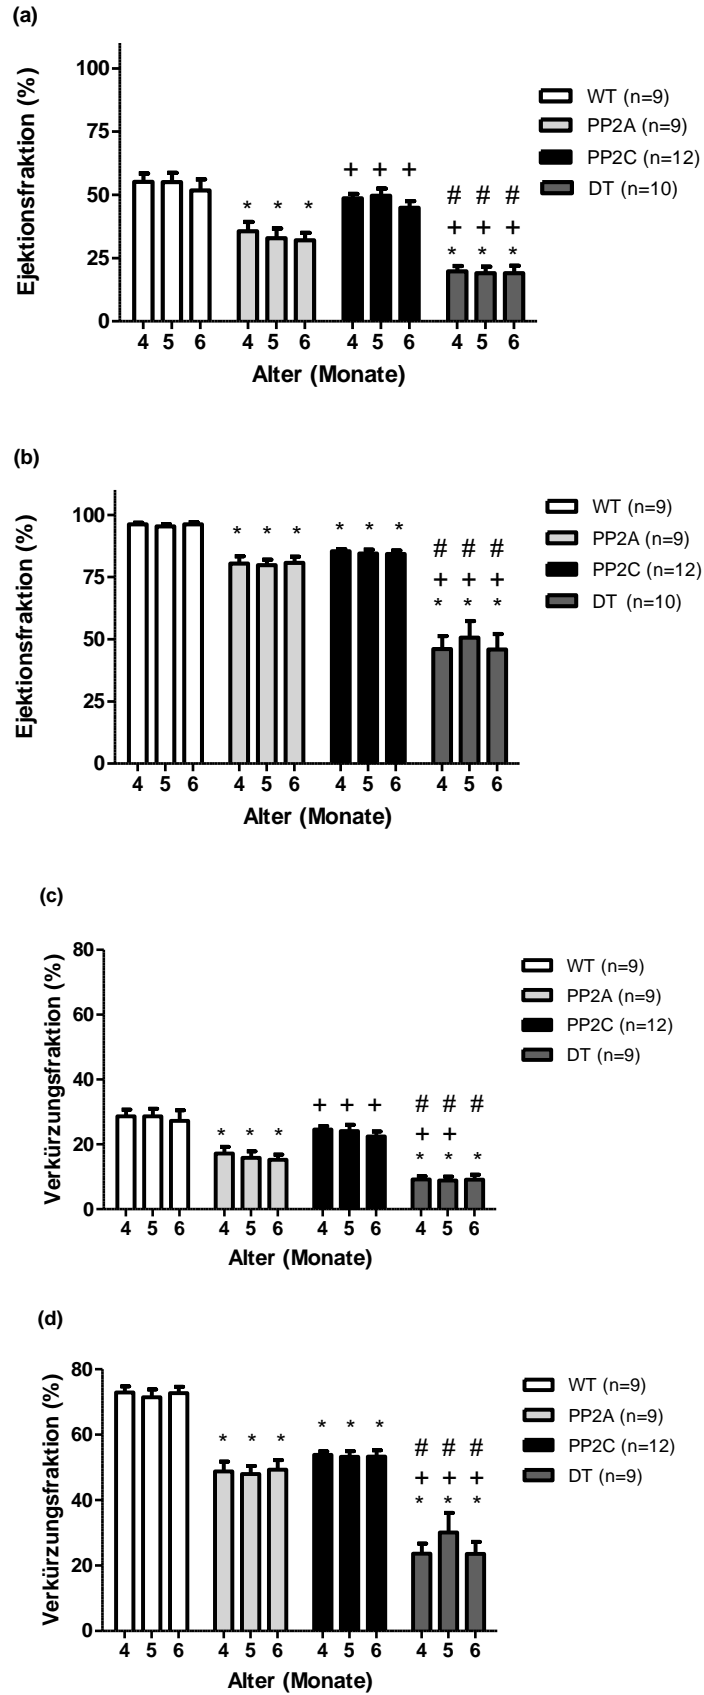 (a)
Ejektionsfraktion (%)
100
75
50
25
0
* * *
+ + +
# # #
+ + +
* * *
4 5 6 4 5 6 4 5 6 4 5 6
Alter (Monate)
WT (n=9)
PP2A (n=9)
PP2C (n=12)
DT (n=10)
(b)
Ejektionsfraktion (%)
100
75
50
25
0
* * *
* * *
# # #
+ + +
* * *
4 5 6 4 5 6 4 5 6 4 5 6
Alter (Monate)
WT (n=9)
PP2A (n=9)
PP2C (n=12)
DT (n=10)
(c)
Verkürzungsfraktion (%)
80
60
40
20
0
* * *
+ + +
# # #
+ +
* * *
4 5 6 4 5 6 4 5 6 4 5 6
Alter (Monate)
WT (n=9)
PP2A (n=9)
PP2C (n=12)
DT (n=9)
(d)
Verkürzungsfraktion (%)
80
60
40
20
0
* * *
* * *
# # #
+ + +
* * *
4 5 6 4 5 6 4 5 6 4 5 6
Alter (Monate)
WT (n=9)
PP2A (n=9)
PP2C (n=12)
DT (n=9)